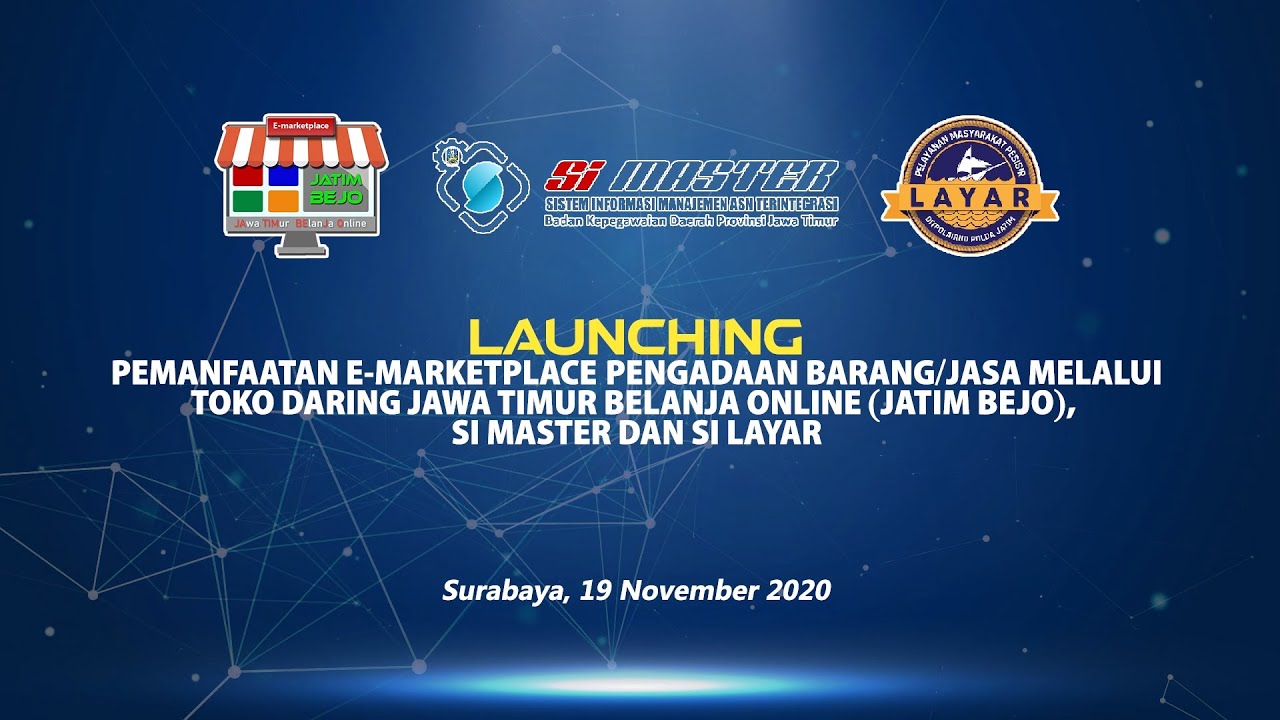 E-marketplace
JATIM
BEJO
JAwa TIMur BElanJa Online
Si MASTER
SISTEM INFORMASI MANAJEMEN ASN TERINTEGRASI
Badan Kepegawaian Daerah Provinsi Jawa Timur
PELAYANAN MASYARAKAT PESISIR
LAYAR
DITPOLAIRUD POLDA JATIM
LAUNCHING
PEMANFAATAN E-MARKETPLACE PENGADAAN BARANG/JASA MELALUI
TOKO DARING JAWA TIMUR BELANJA ONLINE (JATIM BEJO),
SI MASTER DAN SI LAYAR
Surabaya, 19 November 2020